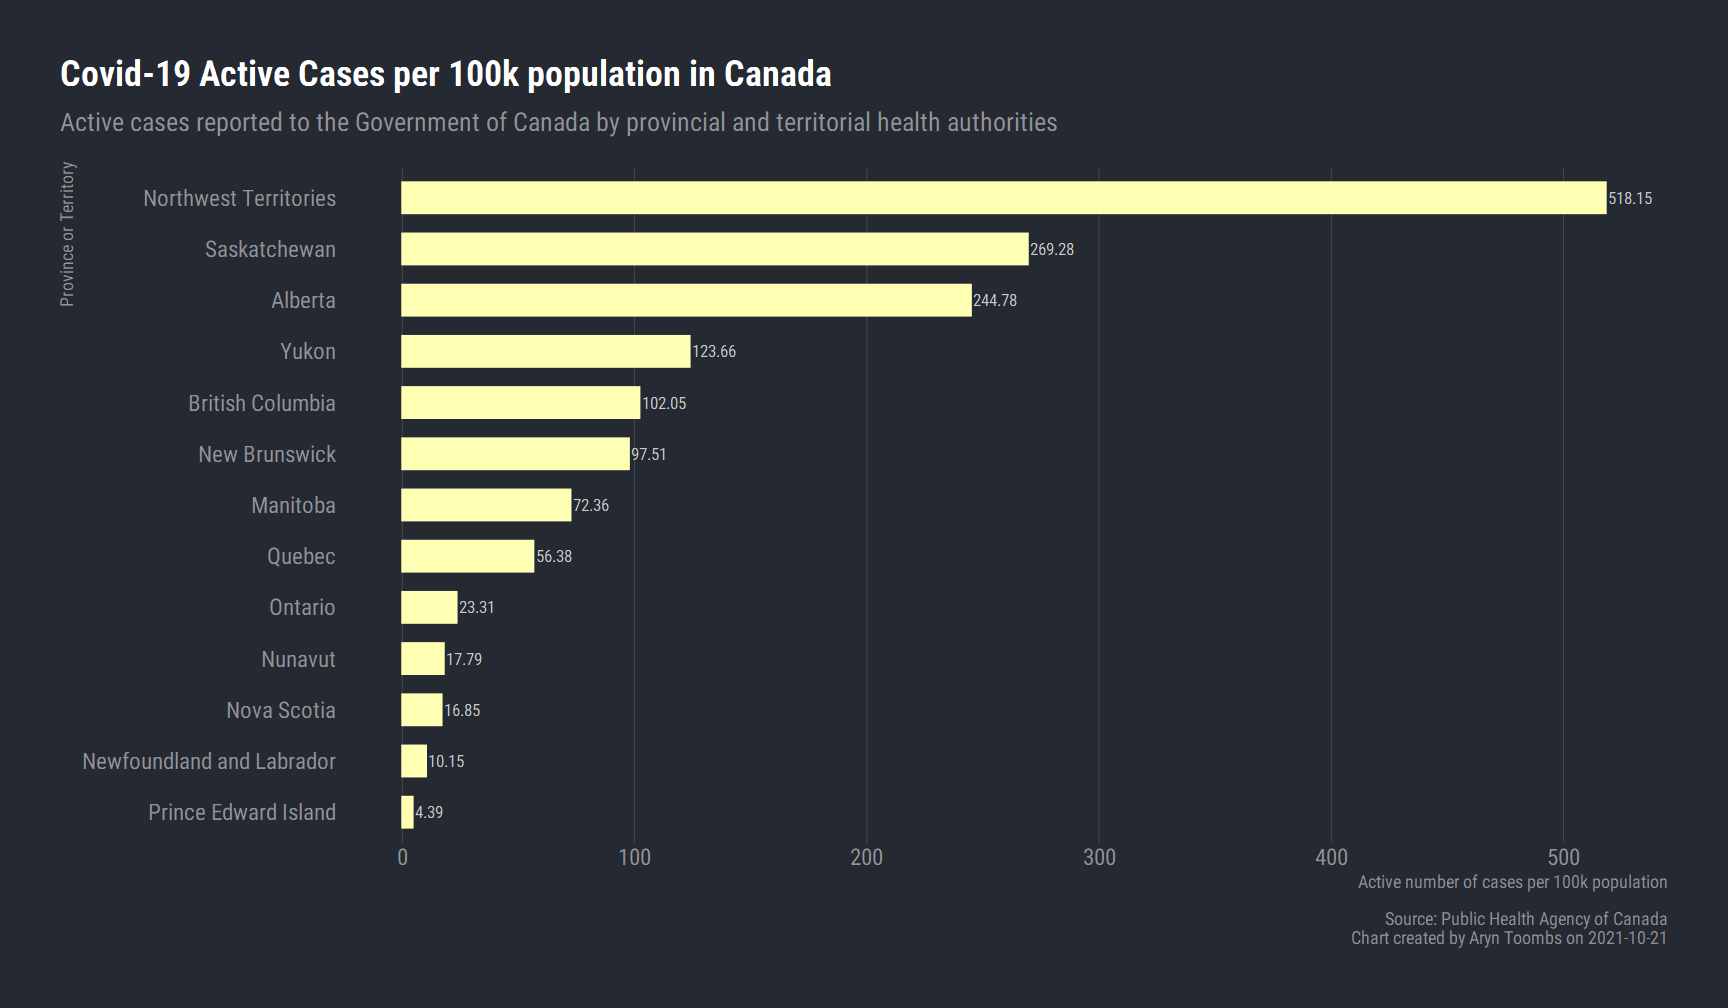 Covid-19 Active Cases per 100k population in Canada
Active cases reported to the Government of Canada by provincial and territorial health authorities
Province or Territory
Northwest Territories 518.15
Saskatchewan 269.28
Alberta 244.78
Yukon 123.66
British Columbia 102.05
New Brunswick 97.51
Manitoba 72.36
Quebec 56.38
Ontario 23.31
Nunavut 17.79
Nova Scotia 16.85
Newfoundland and Labrador 10.15
Prince Edward Island 4.39
0 100 200 300 400 500
Active number of cases per 100k population
Source: Public Health Agency of Canada
Chart created by Aryn Toombs on 2021-10-21